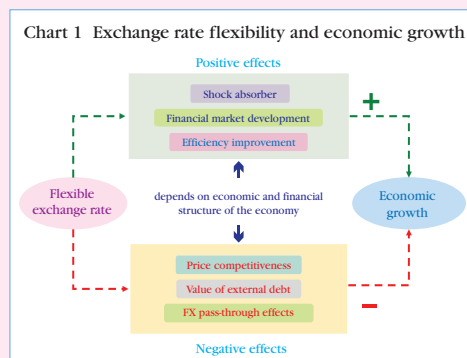 Chart 1 Exchange rate flexibility and economic growth
Positive effects
Shock absorber
Financial market development
Efficiency improvement
+
Flexible
exchange rate
depends on economic and financial
structure of the economy
Economic
growth
Price competitiveness
Value of external debt
FX pass-through effects
–
Negative effects